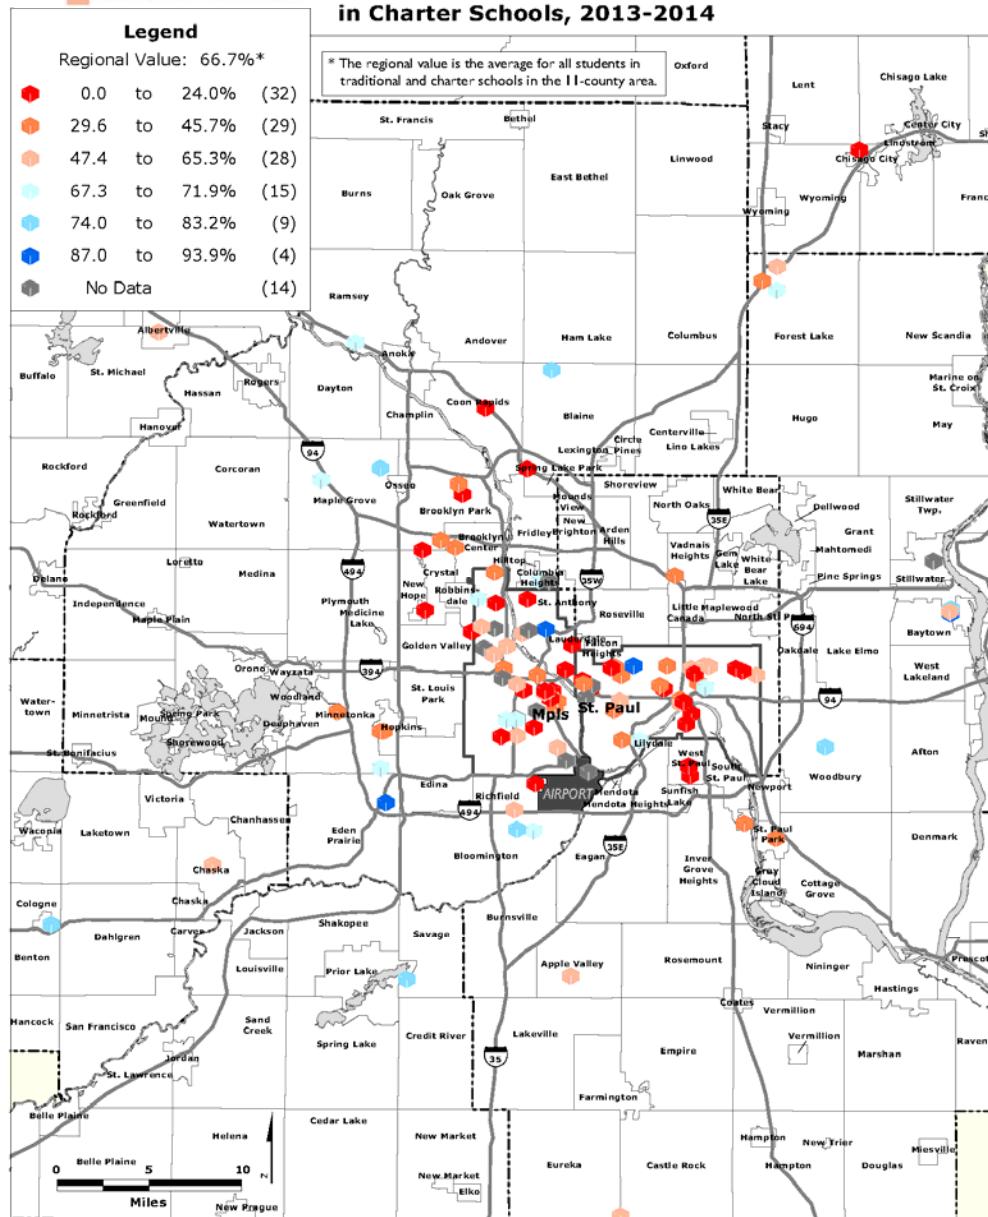 in Charter Schools, 2013-2014
Legend
Regional Value: 66.7%*
0.0 to 24.0% (32)
29.6 to 45.7% (29)
47.4 to 65.3% (28)
67.3 to 71.9% (15)
74.0 to 83.2% (9)
87.0 to 93.9% (4)
No Data (14)
* The regional value is the average for all students in
traditional and charter schools in the 11-county area.
Oxford
Lent
Chisago Lake
St. Francis
Bethel
Stacy
Center City
Lindstrom
Chisago City
Linwood
East Bethel
Burns
Oak Grove
Wyoming
Wyoming
Franc
Ramsey
Albertville
Andover
Ham Lake
Columbus
Forest Lake
New Scandia
Anoka
Buffalo
St. Michael
Rogers
Hassan
Dayton
Marine on
St. Croix
Champlin
Coon Rapids
Blaine
Hugo
May
Hanover
Centerville
Lino Lakes
Circle
Pines
Lexington
94
Rockford
Corcoran
Spring Lake Park
Osseo
Shoreview
Maple Grove
Greenfield
Rockford
Brooklyn Park
Mounds
View
North Oaks
White Bear
Dellwood
Stillwater
Twp.
Watertown
New
Brighton
Arden
Hills
35E
Grant
Fridley
Brooklyn
Center
Vadnais
Heights
Gem
Lake
White
Bear
Lake
Mahtomedi
Loretto
Medina
Hilltop
Crystal
Columbia
Heights
Pine Springs
Stillwater
Delano
494
35W
New
Hope
Robbins-
dale
Independence
Plymouth
Medicine
Lake
St. Anthony
Roseville
Little
Canada
Maplewood
North St. Paul
Maple Plain
694
Baytown
Golden Valley
Lauderdale
Falcon
Heights
Oakdale
Lake Elmo
Orono
Wayzata
394
West
Lakeland
Woodland
St. Louis
Park
Water-
town
Minnetrista
Mound
Spring Park
Minnetonka
Deephaven
Hopkins
Mpls
St. Paul
94
Shorewood
St. Bonifacius
Lilydale
West
St. Paul
South
St. Paul
Woodbury
Afton
Victoria
Edina
Richfield
AIRPORT
Mendota
Mendota Heights
Sunfish
Lake
Newport
Waconia
Laketown
Chanhassen
494
Eden
Prairie
35E
St. Paul
Park
Denmark
Chaska
Bloomington
Eagan
Inver
Grove
Heights
Grey
Cloud
Island
Cottage
Grove
Cologne
Chaska
Burnsville
Dahlgren
Carver
Jackson
Shakopee
Savage
Benton
Louisville
Prior Lake
Apple Valley
Rosemount
Nininger
Prescot
Hastings
Coates
Hancock
San Francisco
Sand
Creek
Credit River
Lakeville
Vermillion
Vermillion
Spring Lake
Empire
Marshan
Raven
Jordan
35
St. Lawrence
Farmington
Belle Plaine
Cedar Lake
Helena
New Market
Hampton
New Trier
Miesville
Belle Plaine
Eureka
Castle Rock
Hampton
Douglas
New Market
Elko
New Prague
0 5 10
Miles
N